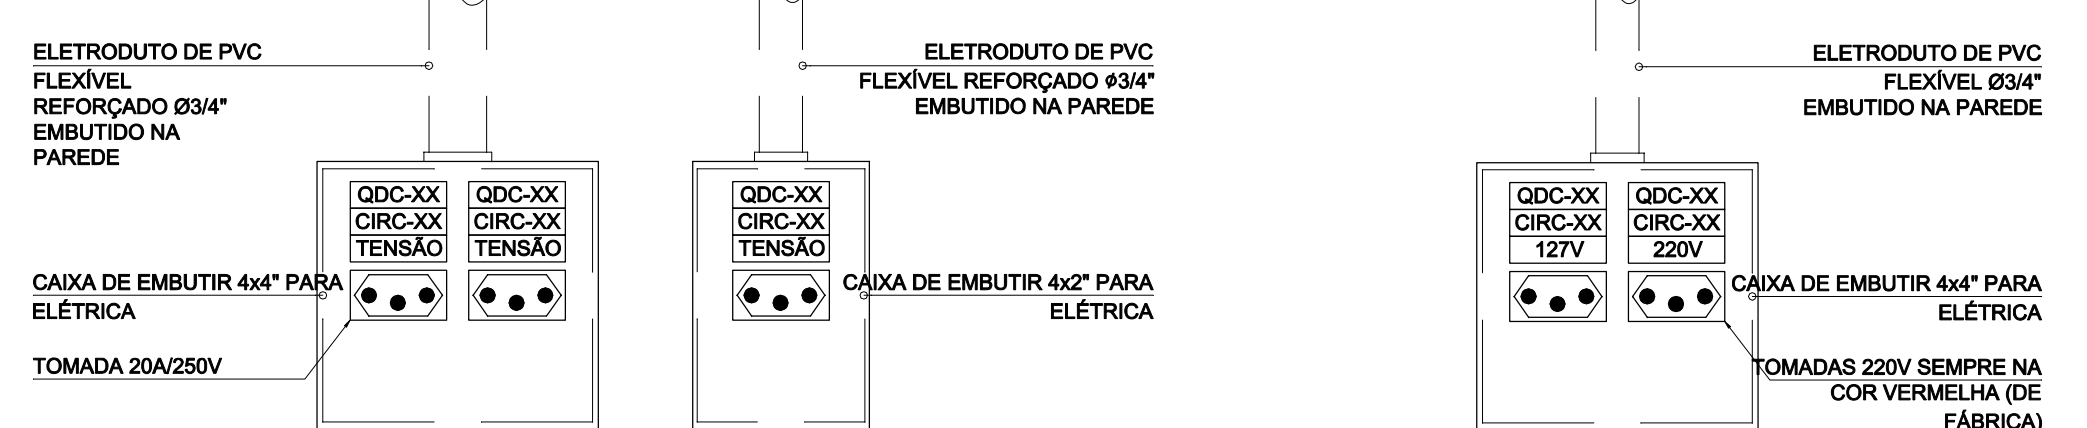 ELETRODUTO DE PVC
FLEXÍVEL
REFORÇADO Ø3/4"
EMBUTIDO NA
PAREDE
QDC-XX
CIRC-XX
TENSÃO
QDC-XX
CIRC-XX
TENSÃO
CAIXA DE EMBUTIR 4x4" PARA
ELÉTRICA
TOMADA 20A/250V
ELETRODUTO DE PVC
FLEXÍVEL REFORÇADO ϕ3/4"
EMBUTIDO NA PAREDE
QDC-XX
CIRC-XX
TENSÃO
CAIXA DE EMBUTIR 4x2" PARA
ELÉTRICA
ELETRODUTO DE PVC
FLEXÍVEL Ø3/4"
EMBUTIDO NA PAREDE
QDC-XX
CIRC-XX
127V
QDC-XX
CIRC-XX
220V
CAIXA DE EMBUTIR 4x4" PARA
ELÉTRICA
TOMADAS 220V SEMPRE NA
COR VERMELHA (DE
FÁBRICA)